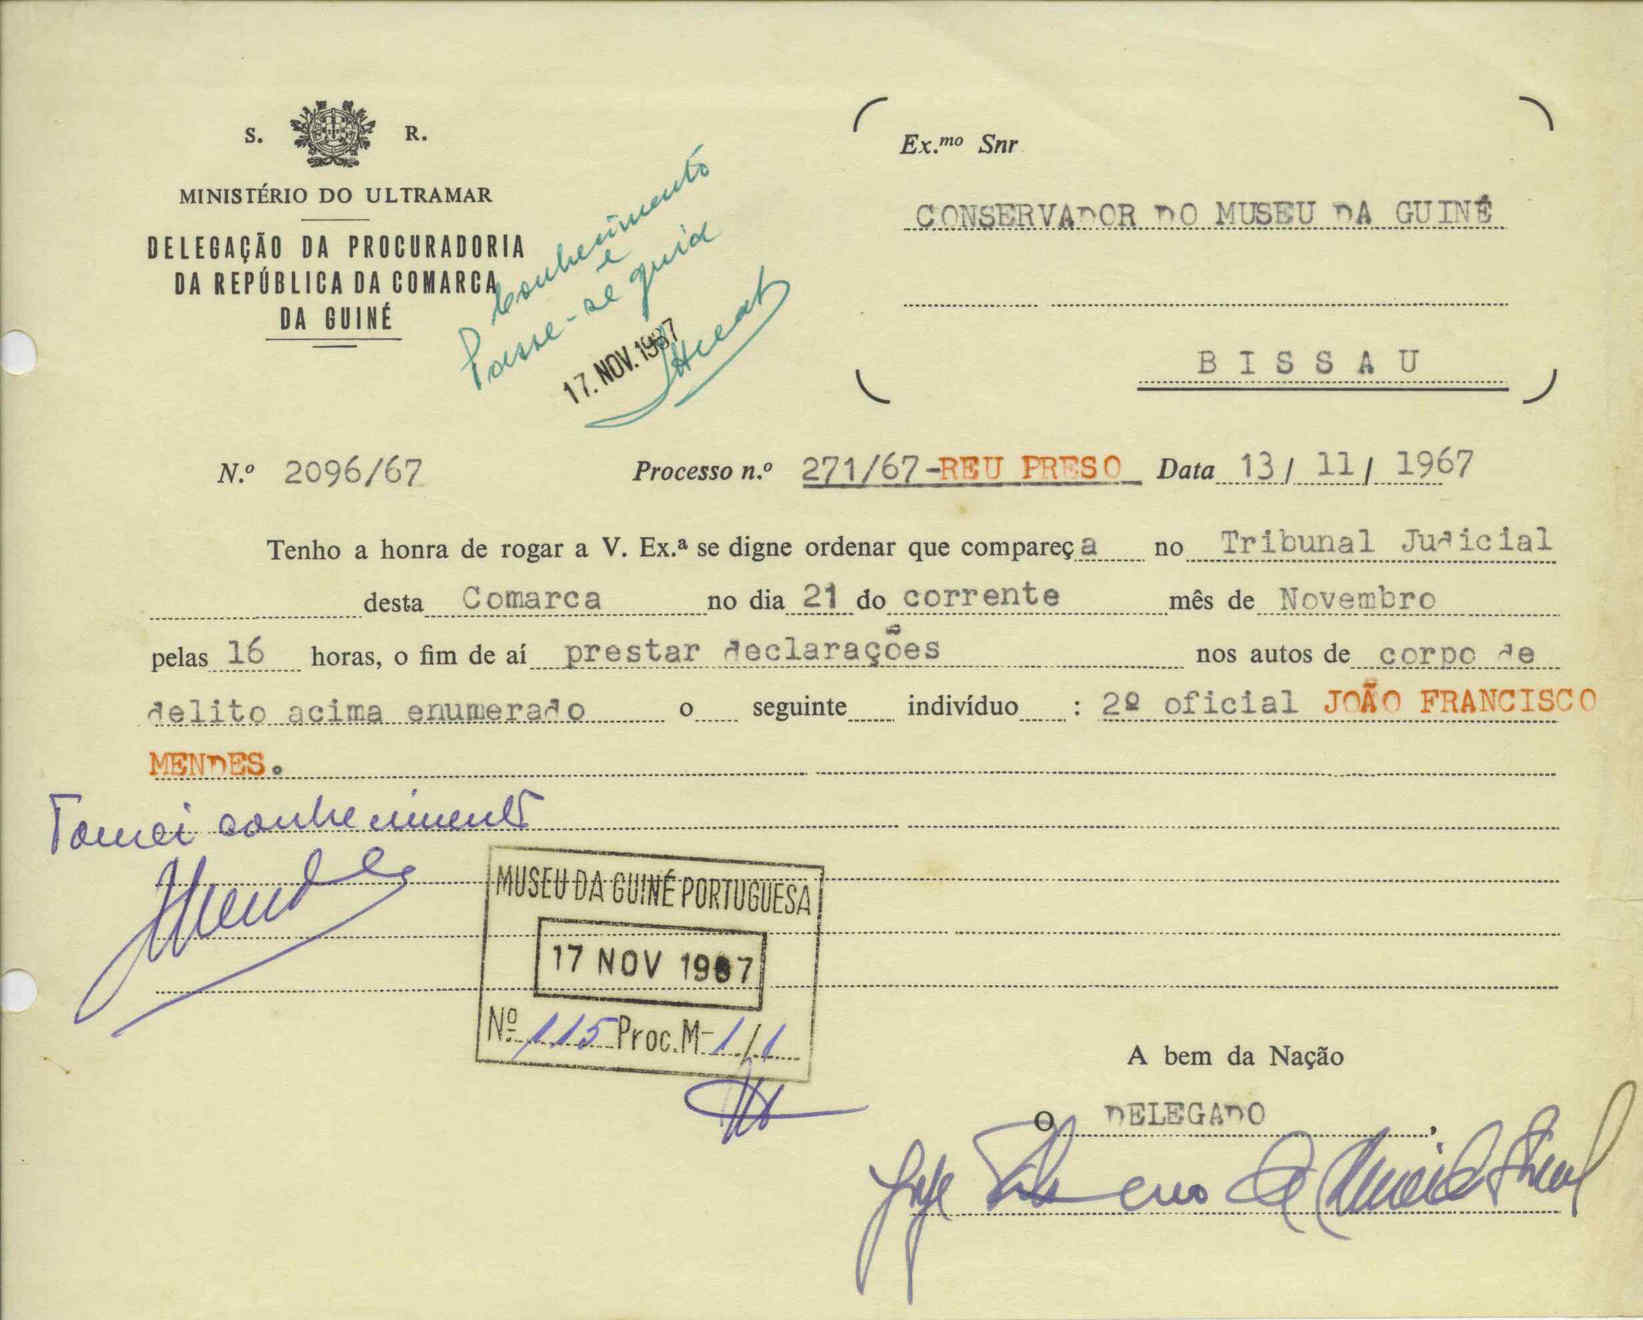 S. R.
MINISTÉRIO DO ULTRAMAR
DELEGAÇÃO DA PROCURADORIA
DA REPÚBLICA DA COMARCA
DA GUINÉ
Conhecimento
e
Passe-se guia
17. NOV. 1967
Ex.mo Snr
CONSERVADOR DO MUSEU DA GUINÉ
BISSAU
N.º 2096/67 Processo n.º 271/67-REU PRESO Data 13/ 11/ 1967
Tenho a honra de rogar a V. Ex.ª se digne ordenar que compareça no Tribunal Judicial
desta Comarca no dia 21 do corrente mês de Novembro
pelas 16 horas, o fim de aí prestar declarações nos autos de corpo de
delito acima enumerado o seguinte indivíduo : 2º oficial JOÃO FRANCISCO
MENDES.
Tomei conhecimento
Mendes
MUSEU DA GUINÉ PORTUGUESA
17 NOV 1967
Nº 115 Proc. M-1/1
A bem da Nação
O DELEGADO,